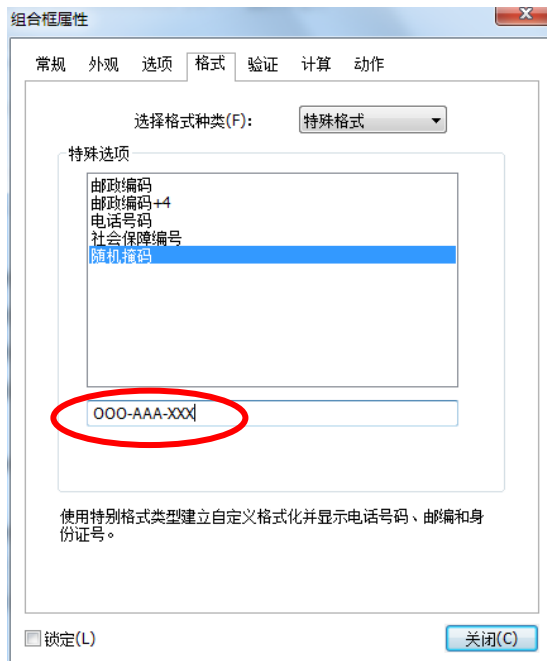 组合框属性
常规 外观 选项 格式 验证 计算 动作
选择格式种类(F): 特殊格式
特殊选项
邮政编码
邮政编码+4
电话号码
社会保障编号
随机掩码
OOO-AAA-XXX
使用特别格式类型建立自定义格式化并显示电话号码、邮编和身
份证号。
锁定(L) 关闭(C)